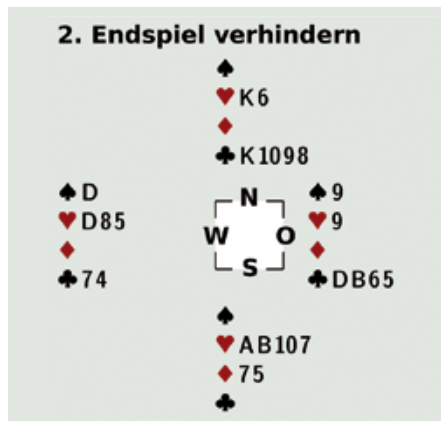 2. Endspiel verhindern
♠
♥ K6
♦
♣ K1098
♠ D
♥ D85
♦
♣ 74
N
W O
S
♠ 9
♥ 9
♦
♣ DB65
♠
♥ AB107
♦ 75
♣